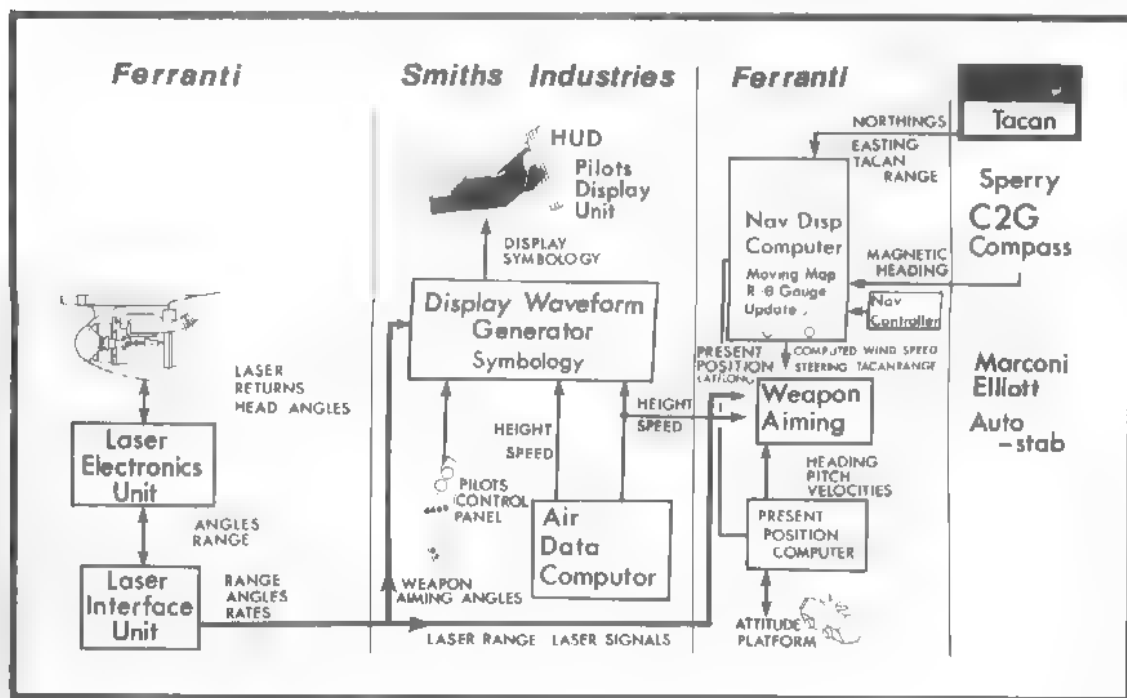 Ferranti
LASER
RETURNS
HEAD ANGLES
Laser
Electronics
Unit
ANGLES
RANGE
Laser
Interface
Unit
RANGE
ANGLES
RATES
Smiths Industries
HUD
Pilots
Display
Unit
DISPLAY
SYMBOLOGY
Display Waveform
Generator
Symbology
HEIGHT
SPEED
PILOTS
CONTROL
PANEL
Air
Data
Computor
WEAPON
AIMING ANGLES
LASER RANGE LASER SIGNALS
HEIGHT
SPEED
Ferranti
NORTHINGS
EASTING
TACAN
RANGE
Nav Disp
Computer
Moving Map
R-θ Gauge
Update
MAGNETIC
HEADING
Nav
Controller
PRESENT
POSITION
LAT/LONG
COMPUTED WIND SPEED
STEERING TACAN RANGE
Weapon
Aiming
HEADING
PITCH
VELOCITIES
PRESENT
POSITION
COMPUTER
ATTITUDE
PLATFORM
Tacan
Sperry
C2G
Compass
Marconi
Elliott
Auto
-stab